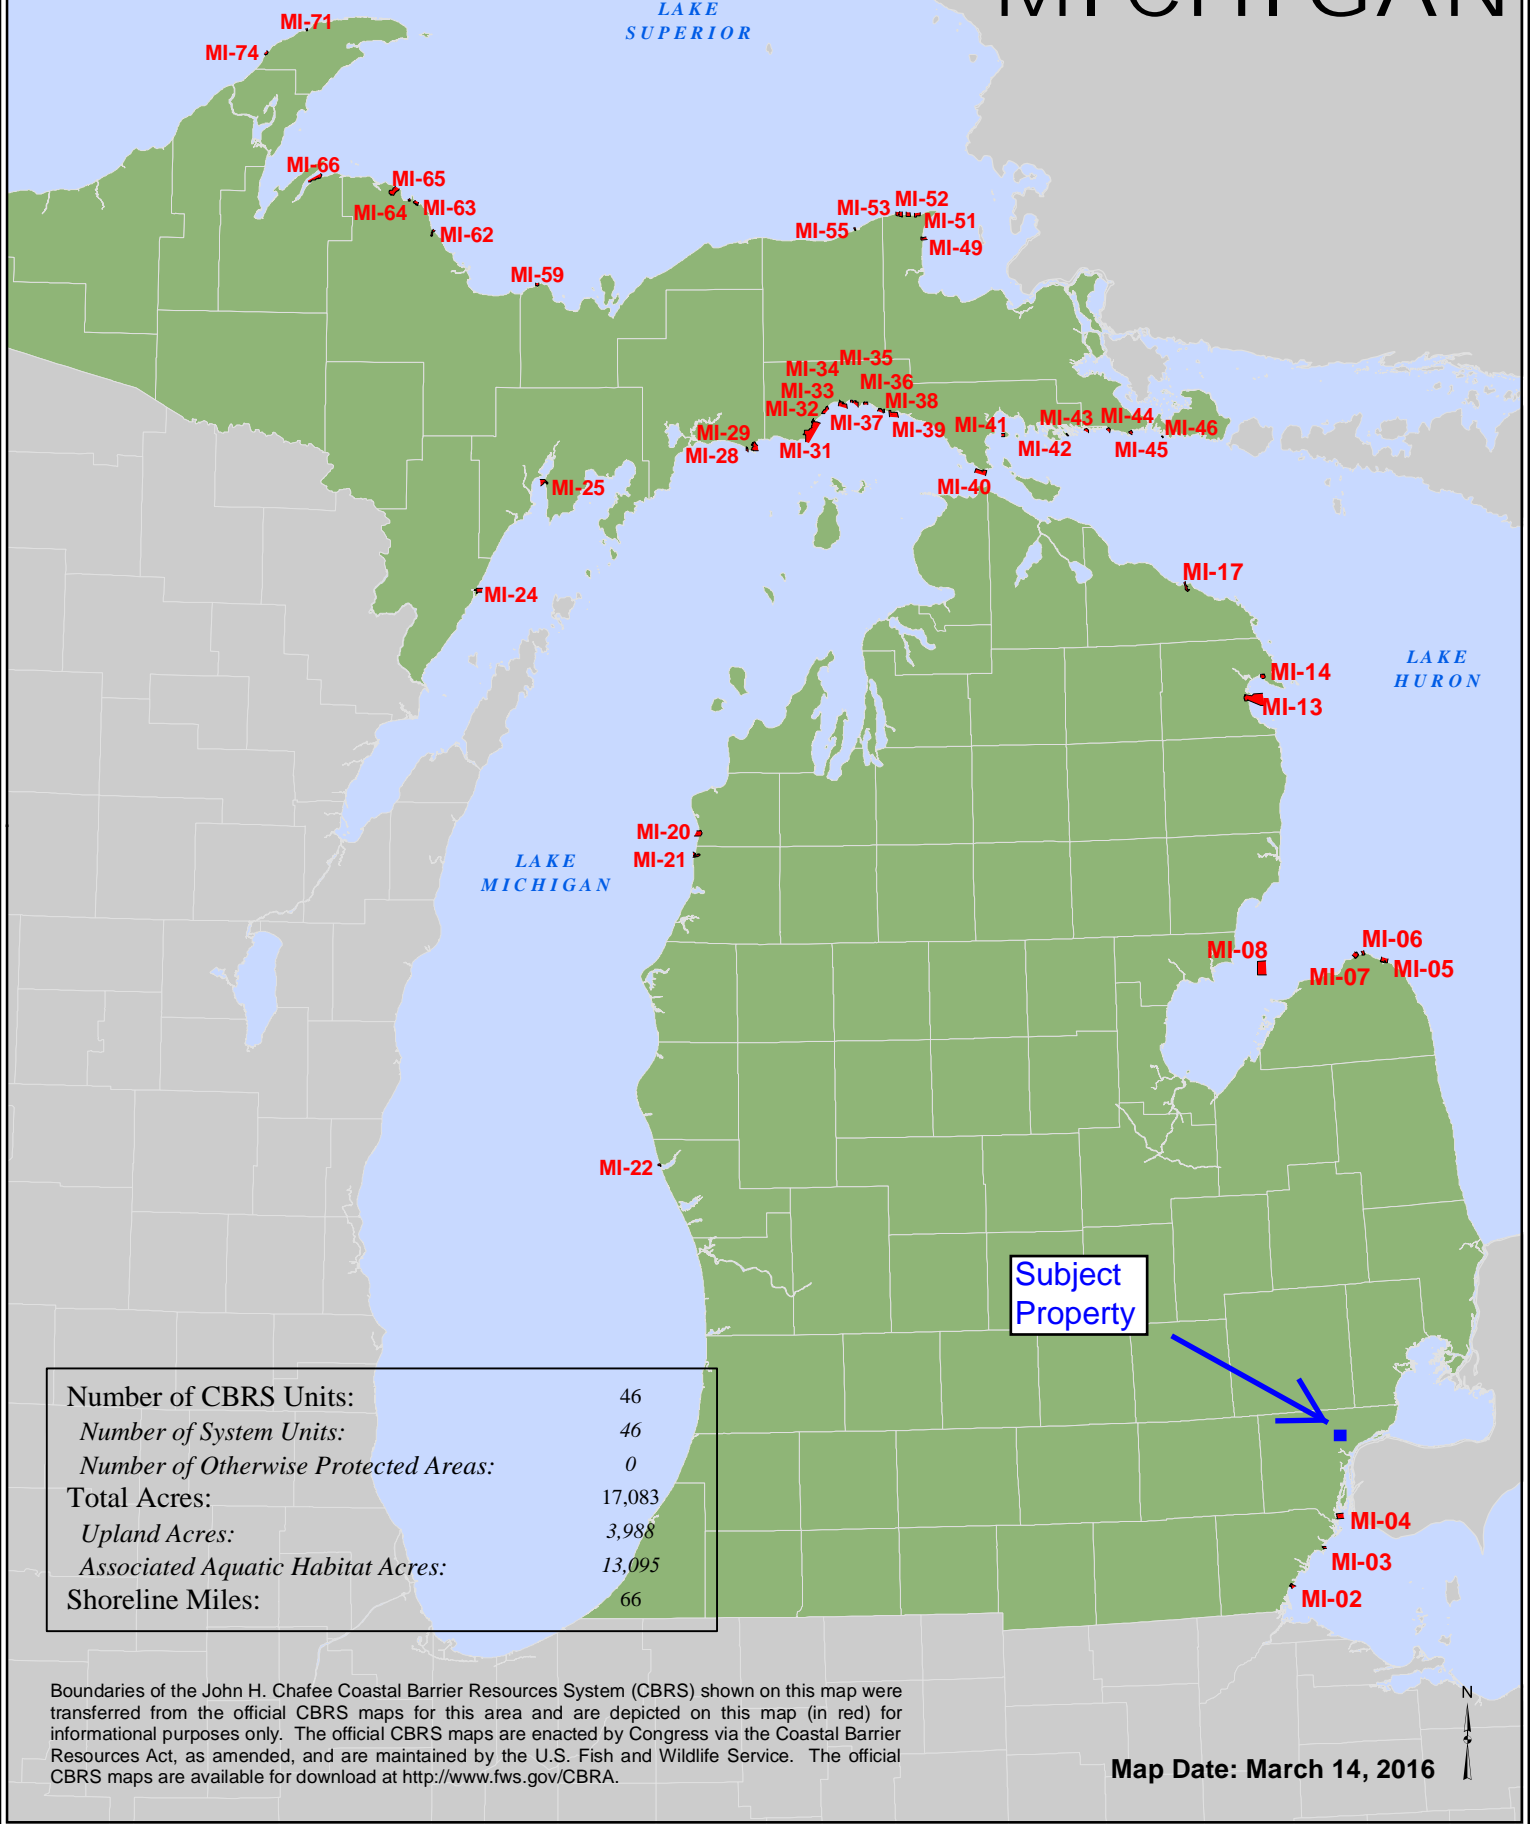 MICHIGAN
LAKE
SUPERIOR
MI-71
MI-74
MI-66
MI-65
MI-64
MI-63
MI-62
MI-59
MI-53
MI-52
MI-51
MI-55
MI-49
MI-35
MI-34
MI-36
MI-33
MI-32
MI-38
MI-37
MI-39
MI-31
MI-29
MI-28
MI-41
MI-43
MI-44
MI-46
MI-42
MI-45
MI-40
MI-25
MI-24
MI-17
LAKE
HURON
MI-14
MI-13
MI-20
MI-21
LAKE
MICHIGAN
MI-08
MI-06
MI-07
MI-05
MI-22
Subject
Property
MI-04
MI-03
MI-02
Number of CBRS Units: 46
Number of System Units: 46
Number of Otherwise Protected Areas: 0
Total Acres: 17,083
Upland Acres: 3,988
Associated Aquatic Habitat Acres: 13,095
Shoreline Miles: 66
Boundaries of the John H. Chafee Coastal Barrier Resources System (CBRS) shown on this map were
transferred from the official CBRS maps for this area and are depicted on this map (in red) for
informational purposes only. The official CBRS maps are enacted by Congress via the Coastal Barrier
Resources Act, as amended, and are maintained by the U.S. Fish and Wildlife Service. The official
CBRS maps are available for download at http://www.fws.gov/CBRA.
N
Map Date: March 14, 2016